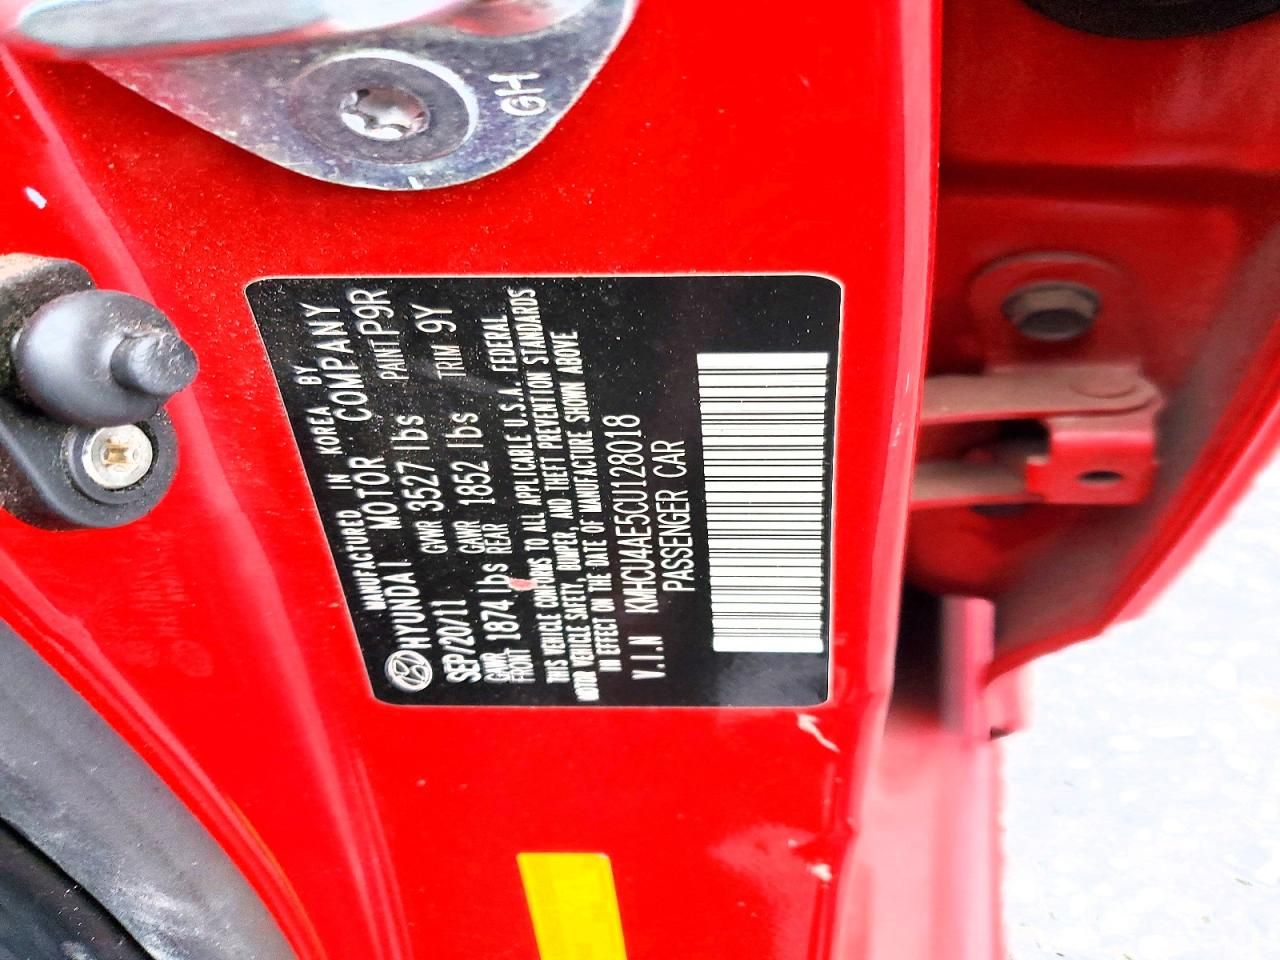 GH
MANUFACTURED IN KOREA BY
HYUNDAI MOTOR COMPANY
SEP/20/11 GVWR 3527 lbs PAINT P9R
GAWR FRONT 1874 lbs GAWR REAR 1852 lbs TRIM 9Y
THIS VEHICLE CONFORMS TO ALL APPLICABLE U.S.A. FEDERAL
MOTOR VEHICLE SAFETY, BUMPER, AND THEFT PREVENTION STANDARDS
IN EFFECT ON THE DATE OF MANUFACTURE SHOWN ABOVE
V.I.N KMHCU4AE5CU128018
PASSENGER CAR